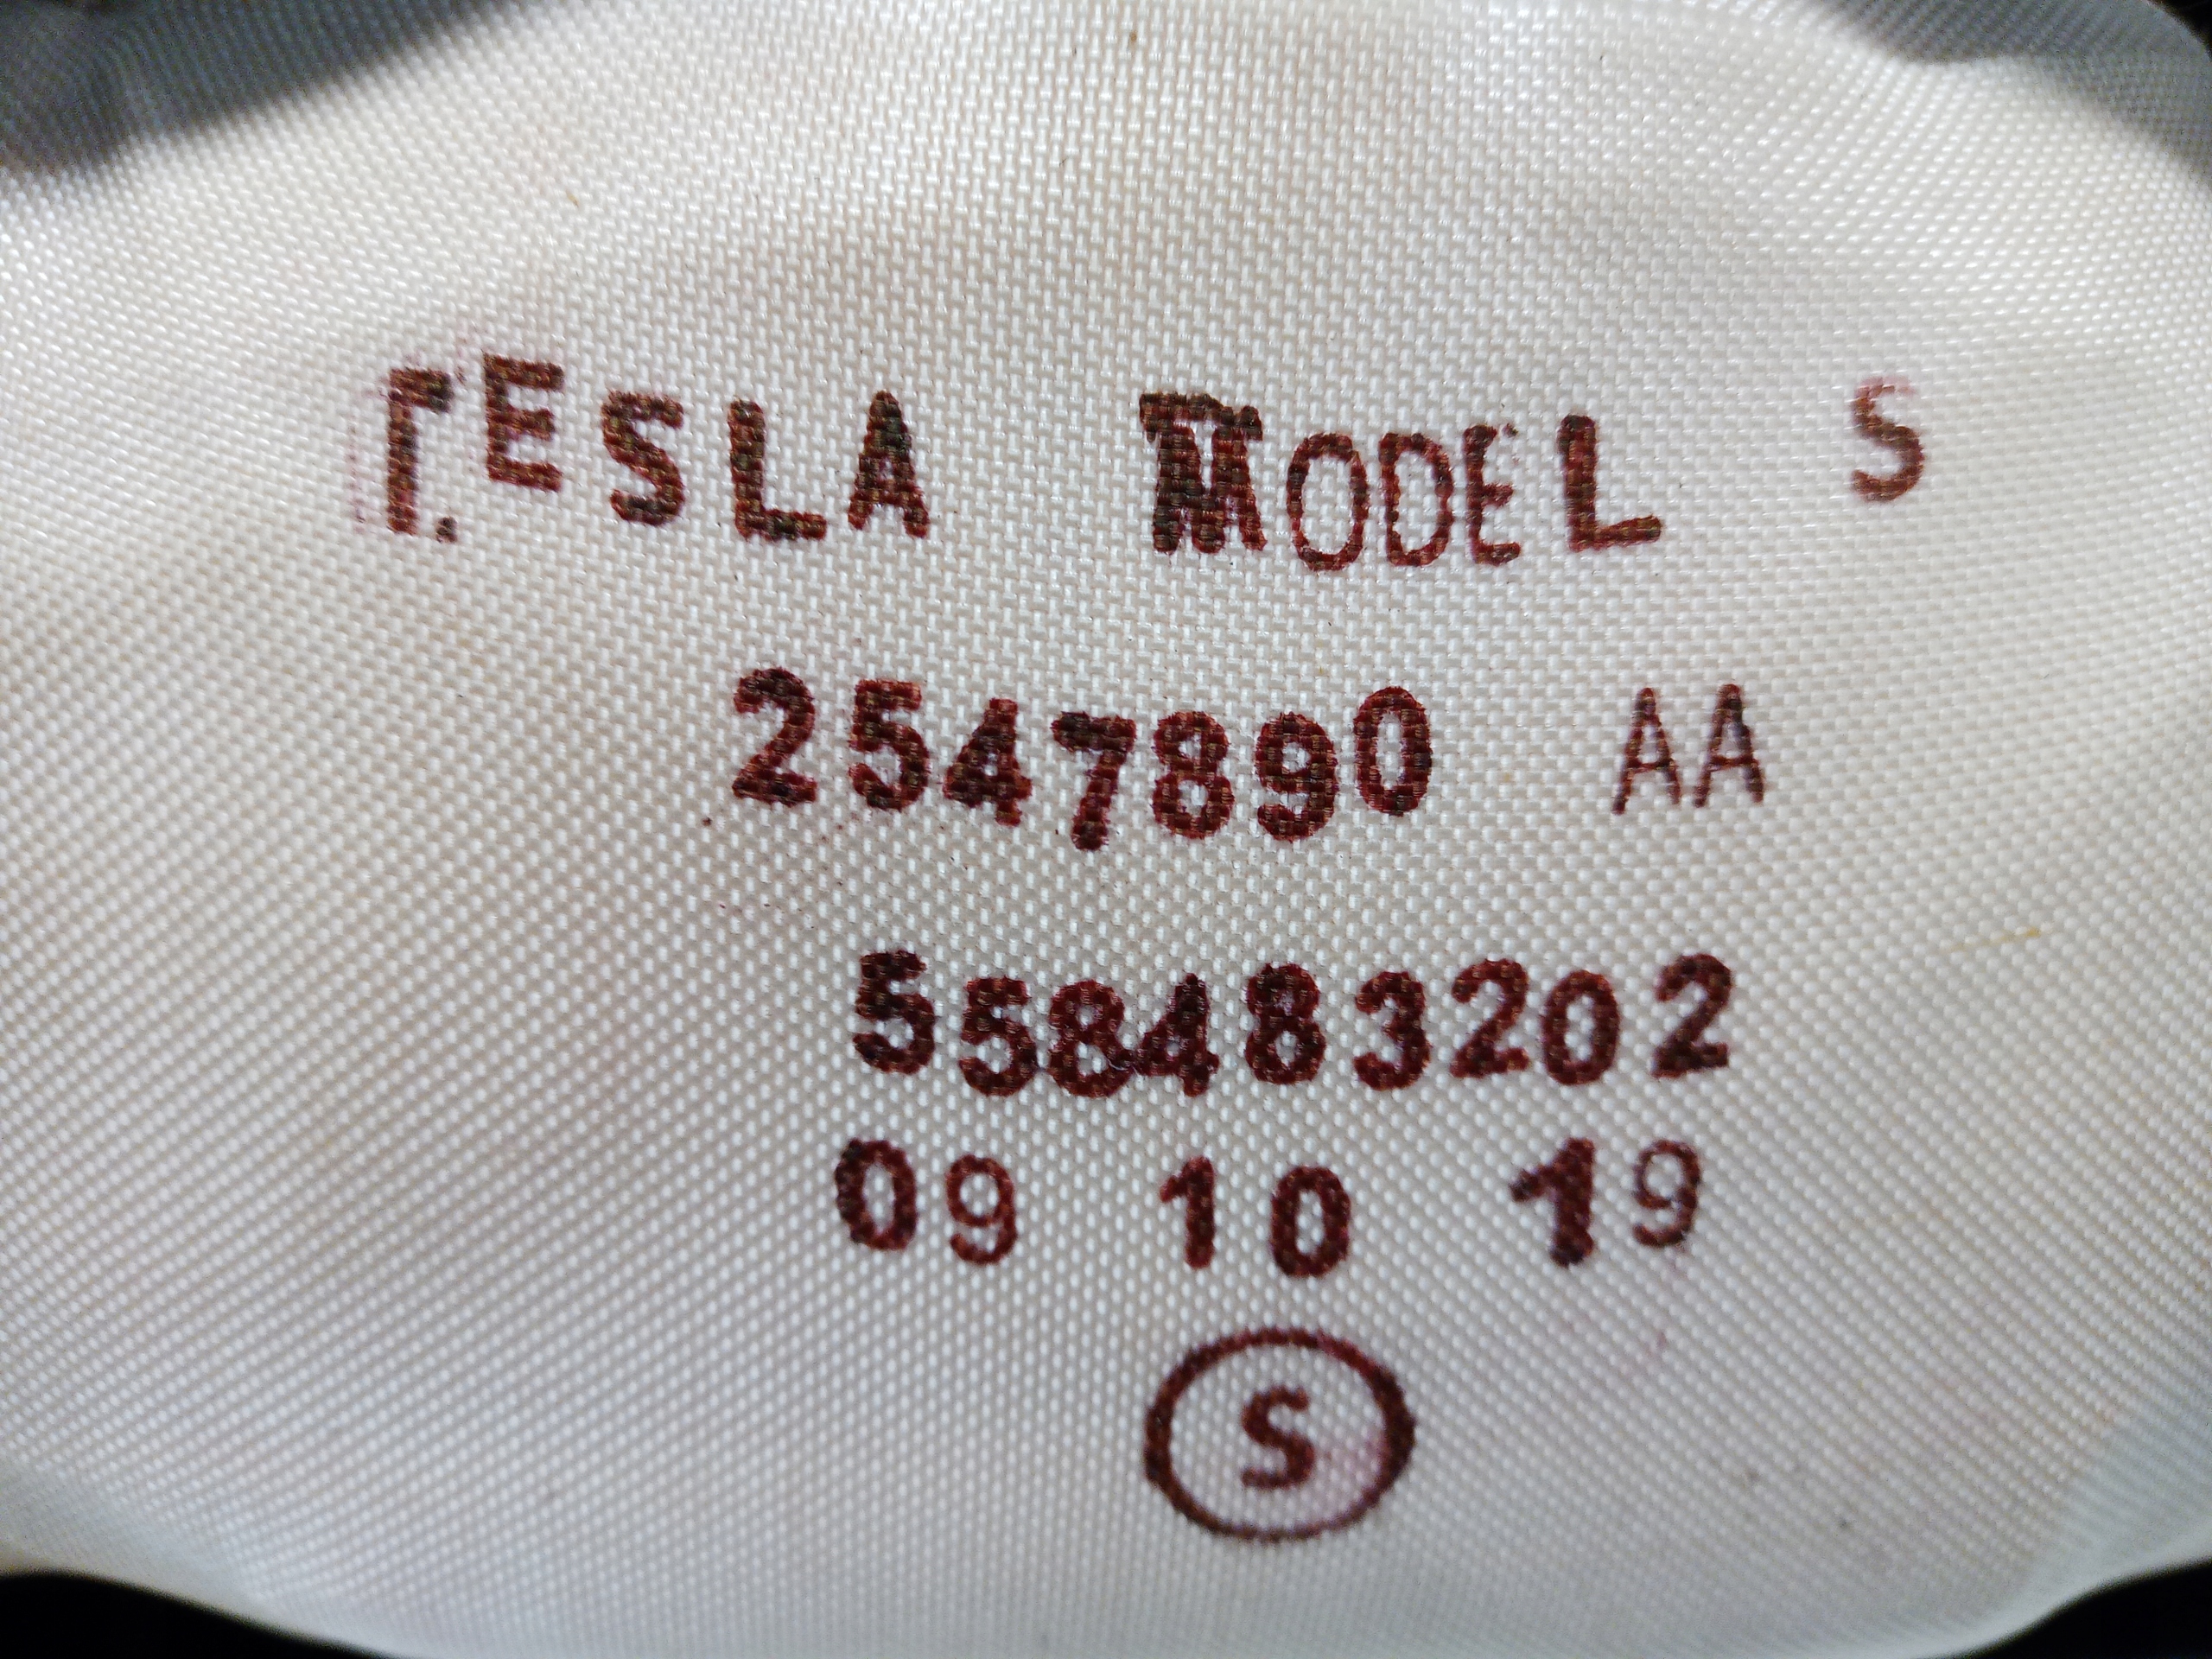 TESLA MODEL S
2547890 AA
558483202
09 10 19
S